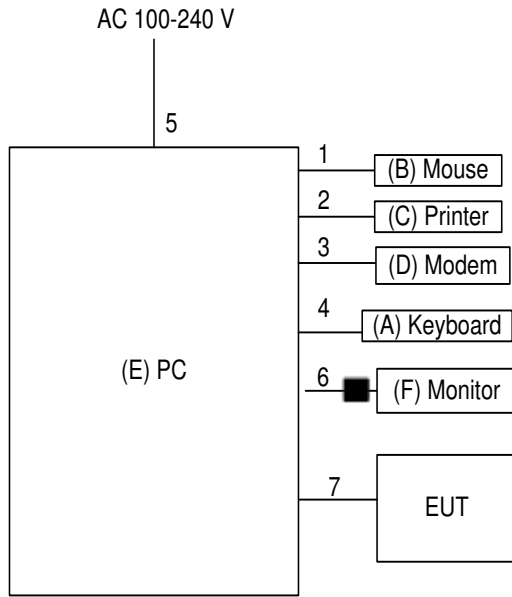 AC 100-240 V
5
1
(B) Mouse
2
(C) Printer
3
(D) Modem
4
(A) Keyboard
(E) PC
6
(F) Monitor
7
EUT